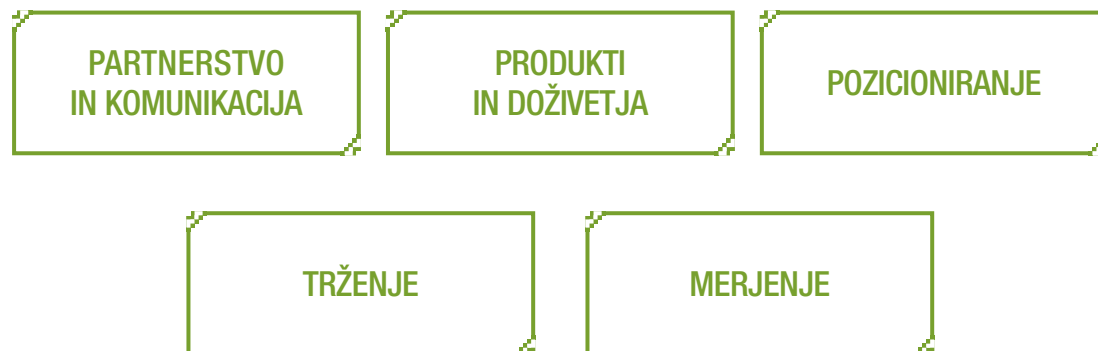 PARTNERSTVO
IN KOMUNIKACIJA
PRODUKTI
IN DOŽIVETJA
POZICIONIRANJE
TRŽENJE
MERJENJE